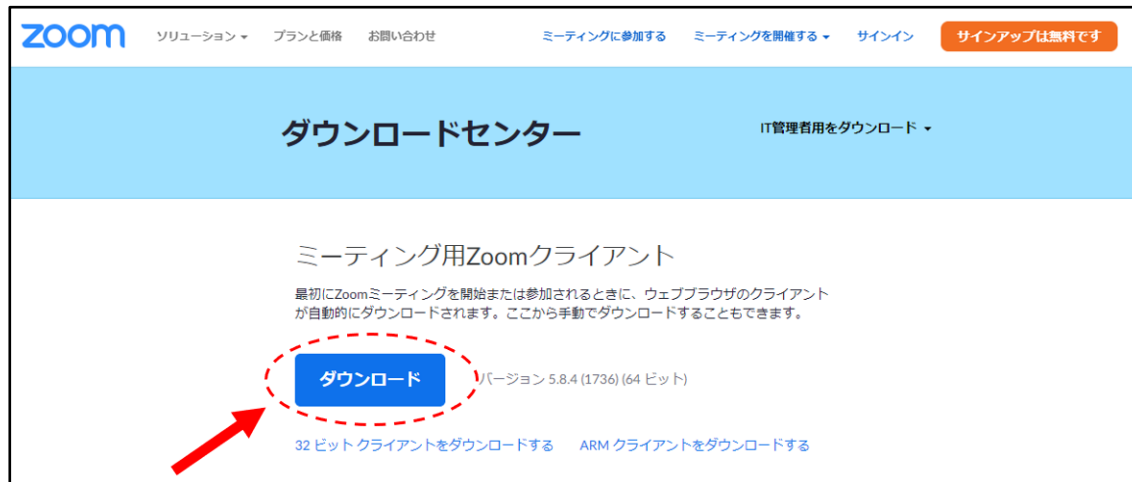 zoom ソリューション プランと価格 お問い合わせ ミーティングに参加する ミーティングを開催する サインイン サインアップは無料です
ダウンロードセンター IT管理者用をダウンロード
ミーティング用Zoomクライアント
最初にZoomミーティングを開始または参加されるときに、ウェブブラウザのクライアント
が自動的にダウンロードされます。ここから手動でダウンロードすることもできます。
ダウンロード バージョン 5.8.4 (1736) (64 ビット)
32 ビット クライアントをダウンロードする ARM クライアントをダウンロードする